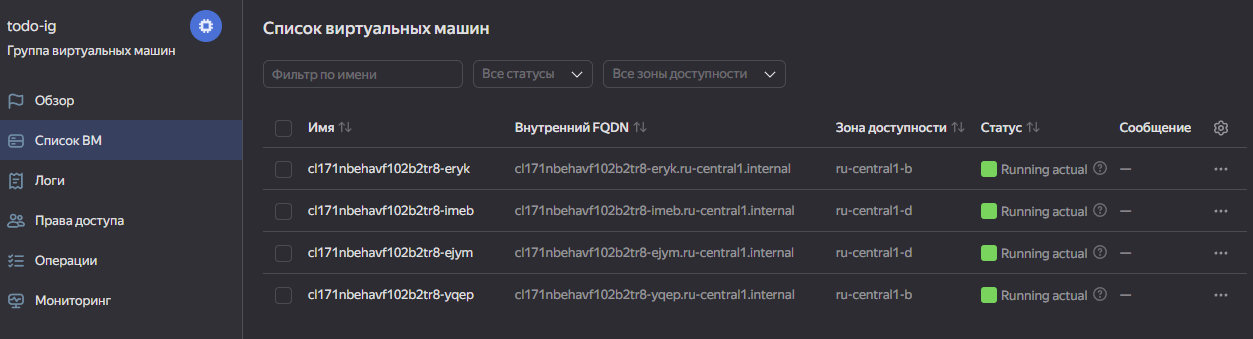 todo-ig
Группа виртуальных машин
Обзор
Список ВМ
Логи
Права доступа
Операции
Мониторинг
Список виртуальных машин
Фильтр по имени Все статусы Все зоны доступности
Имя Внутренний FQDN Зона доступности Статус Сообщение
cl171nbehavf102b2tr8-eryk cl171nbehavf102b2tr8-eryk.ru-central1.internal ru-central1-b Running actual —
cl171nbehavf102b2tr8-imeb cl171nbehavf102b2tr8-imeb.ru-central1.internal ru-central1-d Running actual —
cl171nbehavf102b2tr8-ejym cl171nbehavf102b2tr8-ejym.ru-central1.internal ru-central1-d Running actual —
cl171nbehavf102b2tr8-yqep cl171nbehavf102b2tr8-yqep.ru-central1.internal ru-central1-b Running actual —